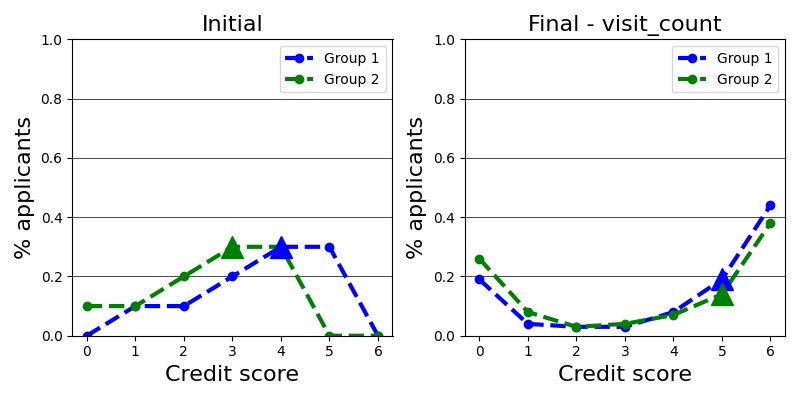 Initial
% applicants
1.0
0.8
0.6
0.4
0.2
0.0
Group 1
Group 2
0 1 2 3 4 5 6
Credit score
Final - visit_count
% applicants
1.0
0.8
0.6
0.4
0.2
0.0
Group 1
Group 2
0 1 2 3 4 5 6
Credit score